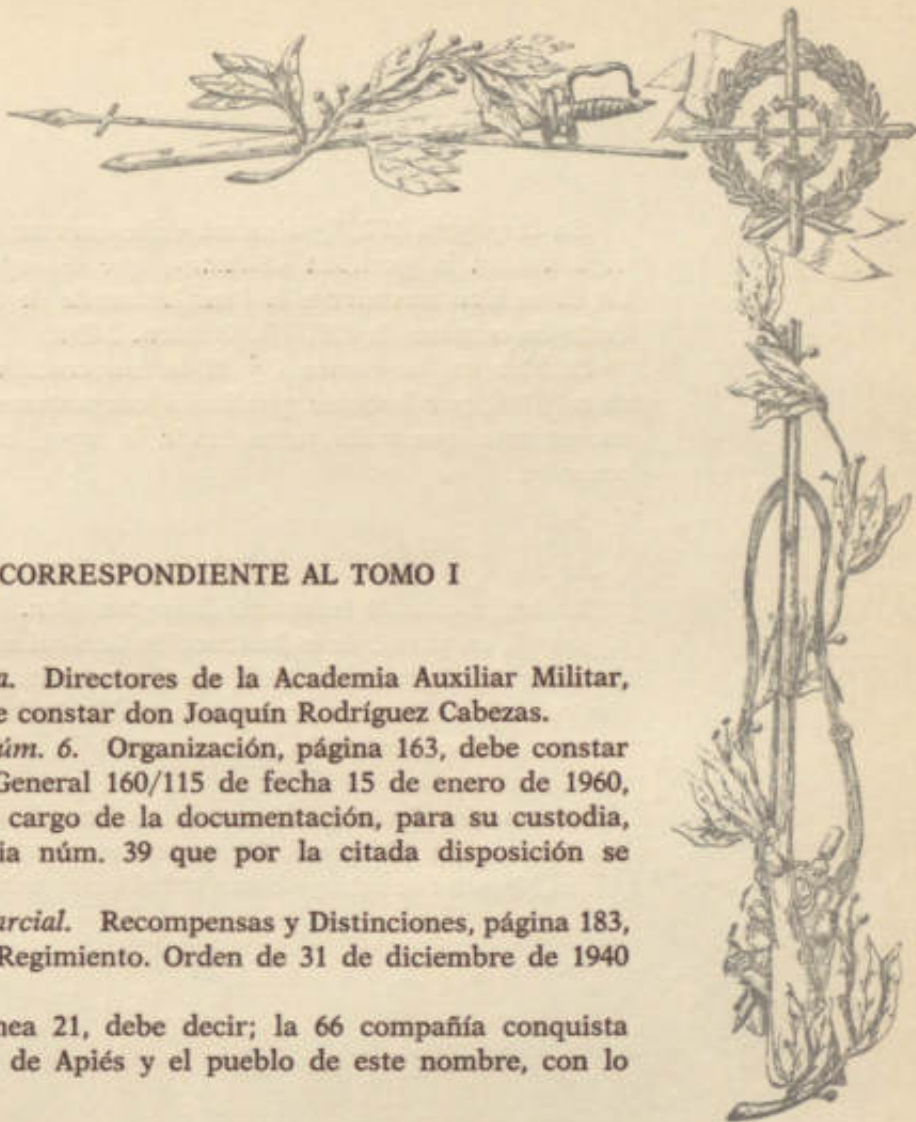 CORRESPONDIENTE AL TOMO I
a. Directores de la Academia Auxiliar Militar,
e constar don Joaquín Rodríguez Cabezas.
úm. 6. Organización, página 163, debe constar
General 160/115 de fecha 15 de enero de 1960,
cargo de la documentación, para su custodia,
ia núm. 39 que por la citada disposición se
arcial. Recompensas y Distinciones, página 183,
Regimiento. Orden de 31 de diciembre de 1940
nea 21, debe decir; la 66 compañía conquista
de Apiés y el pueblo de este nombre, con lo